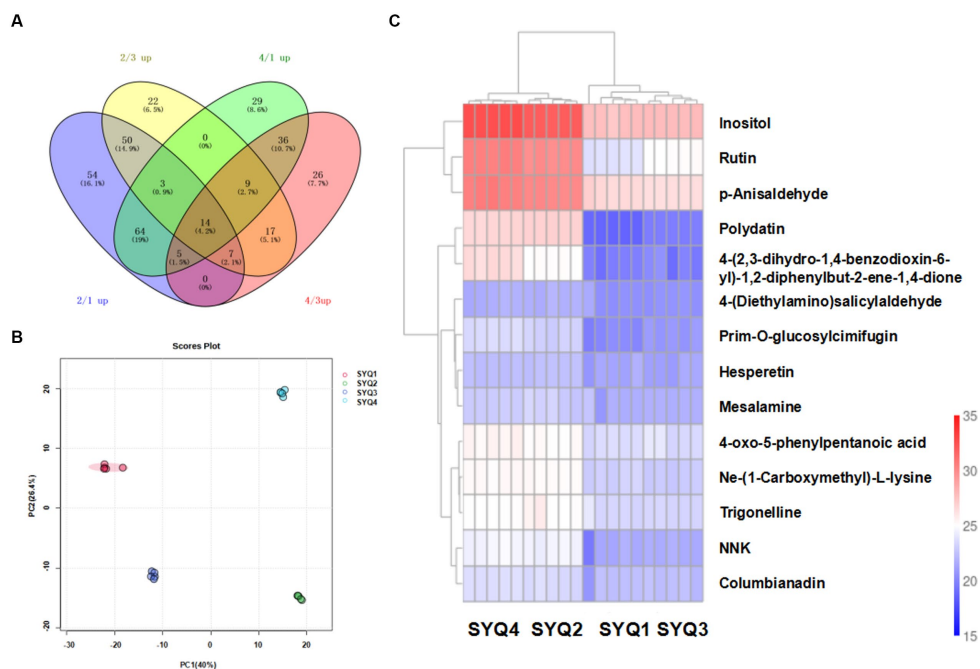 A
2/3 up
4/1 up
22
(6.5%)
29
(8.6%)
50
(14.9%)
0
(0%)
36
(10.7%)
54
(16.1%)
3
(0.9%)
9
(2.7%)
26
(7.7%)
14
(4.2%)
64
(19%)
17
(5.1%)
5
(1.5%)
7
(2.1%)
0
(0%)
2/1 up
4/3up
B
Scores Plot
SYQ1
SYQ2
SYQ3
SYQ4
PC2(26.4%)
20
10
0
-10
-20
-30
-20
-10
0
10
20
PC1(40%)
C
Inositol
Rutin
p-Anisaldehyde
Polydatin
4-(2,3-dihydro-1,4-benzodioxin-6-
yl)-1,2-diphenylbut-2-ene-1,4-dione
4-(Diethylamino)salicylaldehyde
Prim-O-glucosylcimifugin
Hesperetin
Mesalamine
4-oxo-5-phenylpentanoic acid
Ne-(1-Carboxymethyl)-L-lysine
Trigonelline
NNK
Columbianadin
SYQ4
SYQ2
SYQ1
SYQ3
35
30
25
20
15